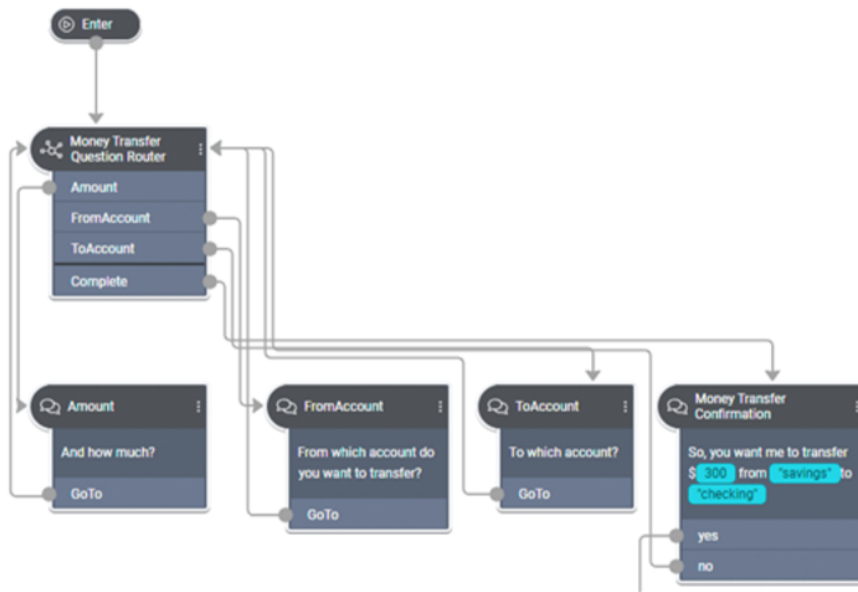 Enter
Money Transfer
Question Router
Amount
FromAccount
ToAccount
Complete
Amount
And how much?
GoTo
FromAccount
From which account do
you want to transfer?
GoTo
ToAccount
To which account?
GoTo
Money Transfer
Confirmation
So, you want me to transfer
$ 300 from "savings" to
"checking"
yes
no